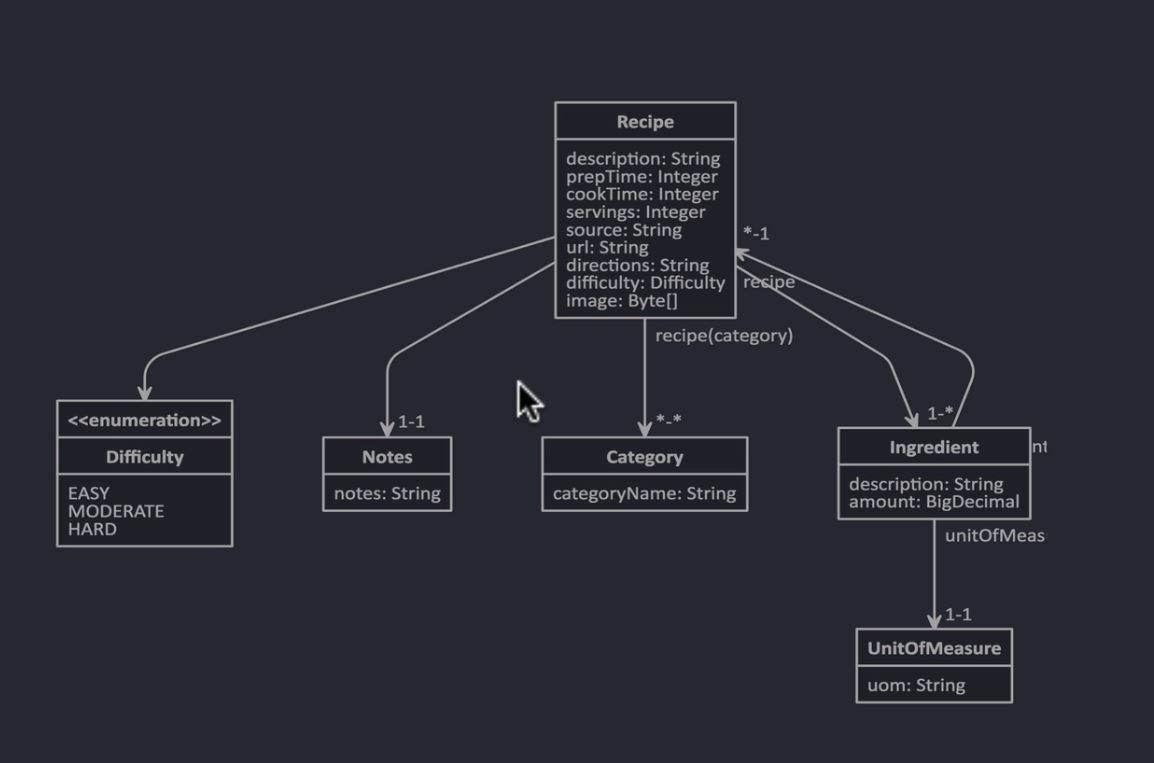 Recipe
description: String
prepTime: Integer
cookTime: Integer
servings: Integer
source: String
url: String
directions: String
difficulty: Difficulty
image: Byte[]
*-1
recipe
recipe(category)
<<enumeration>>
Difficulty
EASY
MODERATE
HARD
1-1
Notes
notes: String
*-*
Category
categoryName: String
1-*
Ingredient
nt
description: String
amount: BigDecimal
unitOfMeas
1-1
UnitOfMeasure
uom: String